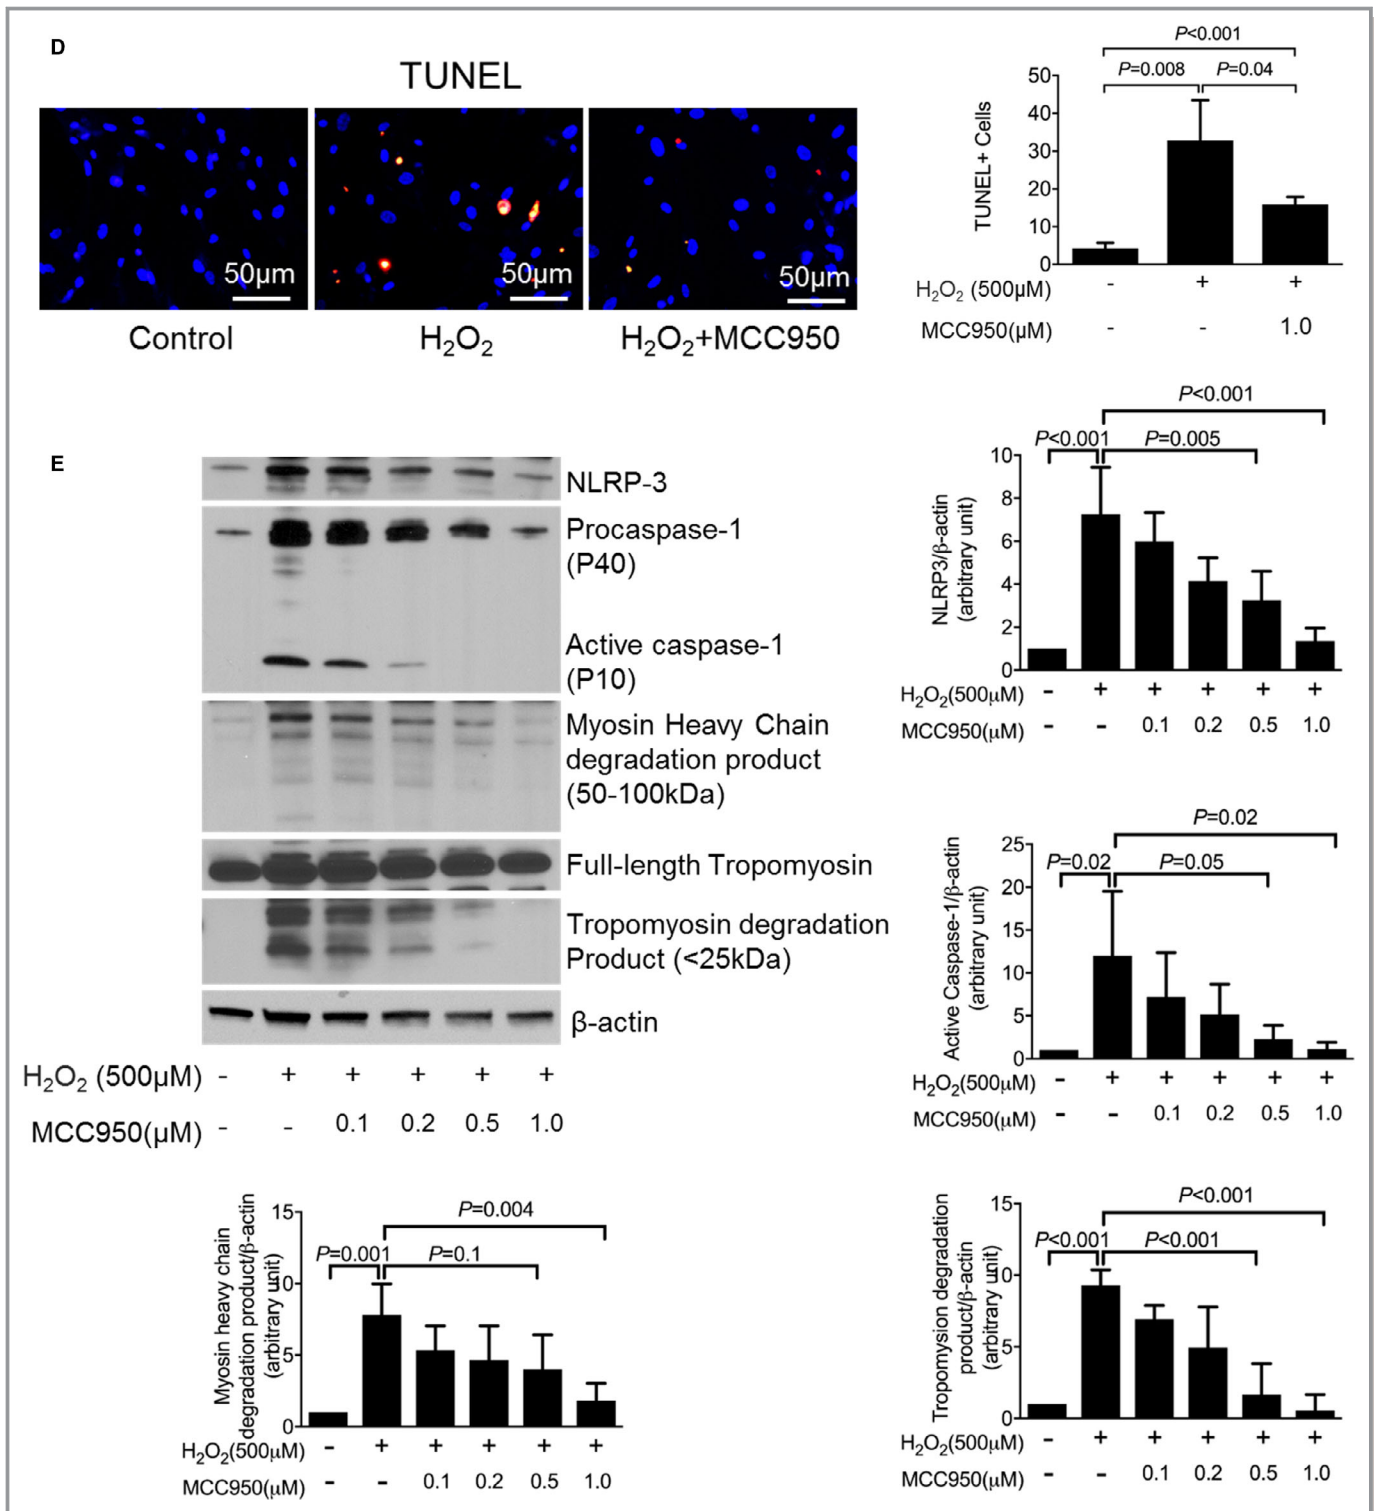 D
TUNEL
50μm
50μm
50μm
Control
H₂O₂
H₂O₂+MCC950
P<0.001
P=0.008
P=0.04
TUNEL+ Cells
50
40
30
20
10
0
H₂O₂ (500μM) - + +
MCC950(μM) - - 1.0
E
NLRP-3
Procaspase-1
(P40)
Active caspase-1
(P10)
Myosin Heavy Chain
degradation product
(50-100kDa)
Full-length Tropomyosin
Tropomyosin degradation
Product (<25kDa)
β-actin
H₂O₂ (500μM) - + + + + +
MCC950(μM) - - 0.1 0.2 0.5 1.0
P<0.001
P<0.001 P=0.005
NLRP3/β-actin
(arbitrary unit)
10
8
6
4
2
0
H₂O₂(500μM) - + + + + +
MCC950(μM) - - 0.1 0.2 0.5 1.0
P=0.02
P=0.02 P=0.05
Active Caspase-1/β-actin
(arbitrary unit)
25
20
15
10
5
0
H₂O₂(500μM) - + + + + +
MCC950(μM) - - 0.1 0.2 0.5 1.0
P=0.004
P=0.001 P=0.1
Myosin heavy chain
degradation product/β-actin
(arbitrary unit)
15
10
5
0
H₂O₂(500μM) - + + + + +
MCC950(μM) - - 0.1 0.2 0.5 1.0
P<0.001
P<0.001 P<0.001
Tropomysion degradation
product/β-actin
(arbitrary unit)
15
10
5
0
H₂O₂(500μM) - + + + + +
MCC950(μM) - - 0.1 0.2 0.5 1.0